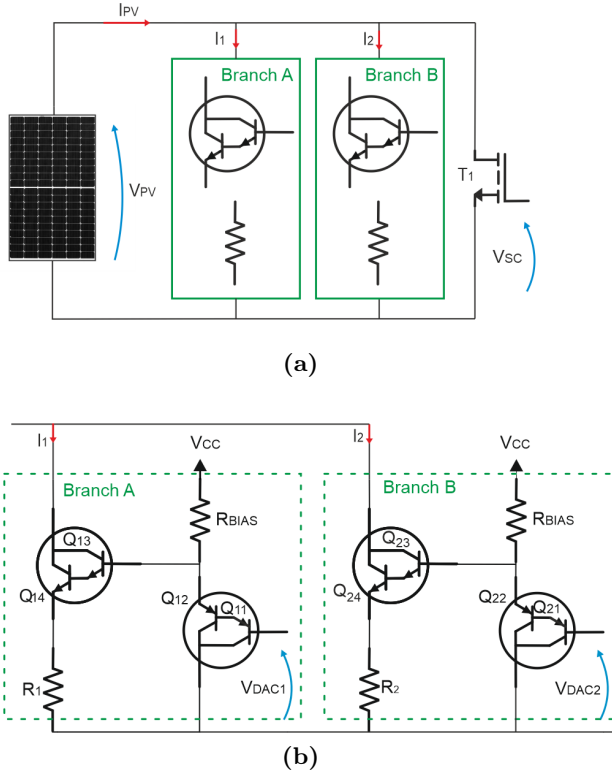 IPV
I1
I2
Branch A
Branch B
VPV
T1
VSC
(a)
I1
I2
VCC
VCC
Branch A
Branch B
RBIAS
RBIAS
Q13
Q23
Q14
Q12
Q11
Q24
Q22
Q21
R1
VDAC1
R2
VDAC2
(b)